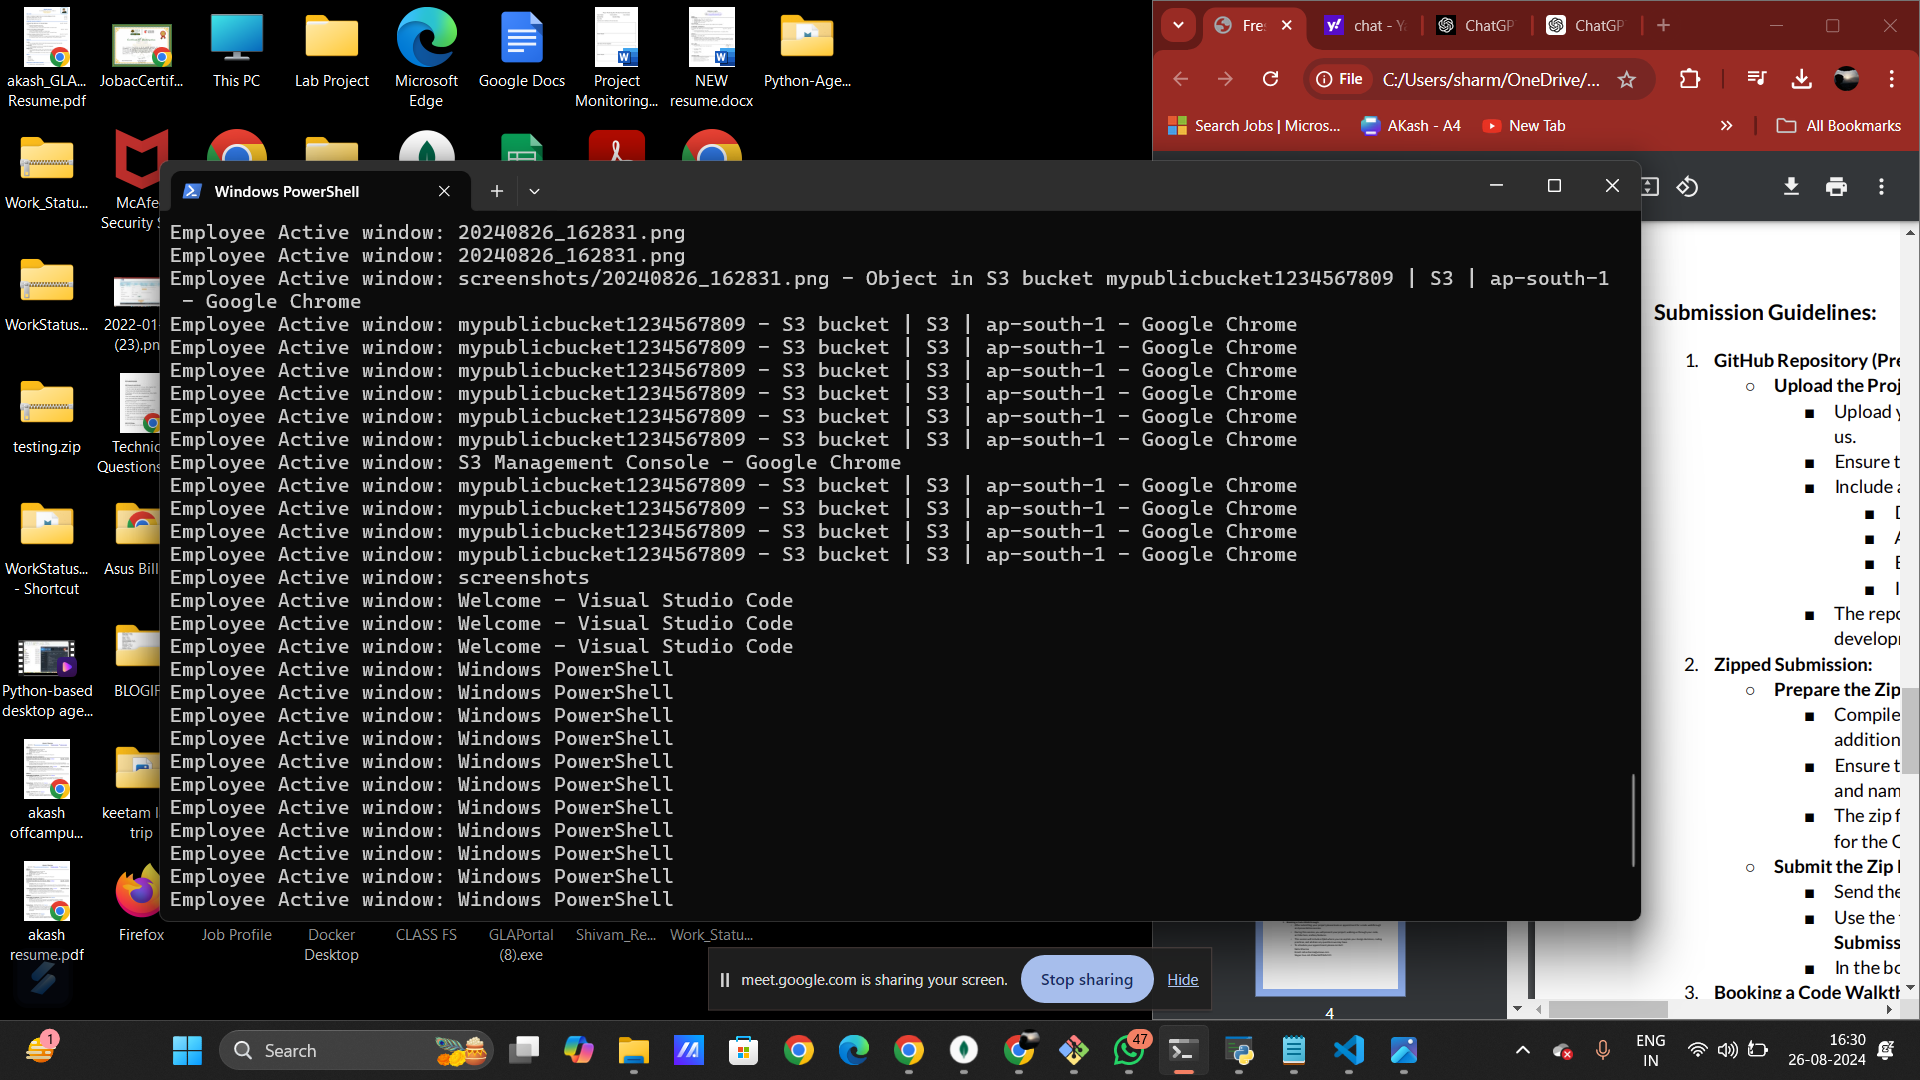 akash_GLA...
Resume.pdf
JobacCertif...
This PC
Lab Project
Microsoft
Edge
Google Docs
Project
Monitoring...
NEW
resume.docx
Python-Age...
Work_Statu...
McAfe
Security
WorkStatus...
2022-01
(23).pn
testing.zip
Technic
Questions
WorkStatus...
- Shortcut
Asus Bill
Python-based
desktop age...
BLOGIF
akash
offcampu...
keetam l
trip
akash
resume.pdf
Firefox
Job Profile
Docker
Desktop
CLASS FS
GLAPortal
(8).exe
Shivam_Re...
Work_Statu...
Windows PowerShell
Employee Active window: 20240826_162831.png
Employee Active window: 20240826_162831.png
Employee Active window: screenshots/20240826_162831.png - Object in S3 bucket mypublicbucket1234567809 | S3 | ap-south-1
- Google Chrome
Employee Active window: mypublicbucket1234567809 - S3 bucket | S3 | ap-south-1 - Google Chrome
Employee Active window: mypublicbucket1234567809 - S3 bucket | S3 | ap-south-1 - Google Chrome
Employee Active window: mypublicbucket1234567809 - S3 bucket | S3 | ap-south-1 - Google Chrome
Employee Active window: mypublicbucket1234567809 - S3 bucket | S3 | ap-south-1 - Google Chrome
Employee Active window: mypublicbucket1234567809 - S3 bucket | S3 | ap-south-1 - Google Chrome
Employee Active window: mypublicbucket1234567809 - S3 bucket | S3 | ap-south-1 - Google Chrome
Employee Active window: S3 Management Console - Google Chrome
Employee Active window: mypublicbucket1234567809 - S3 bucket | S3 | ap-south-1 - Google Chrome
Employee Active window: mypublicbucket1234567809 - S3 bucket | S3 | ap-south-1 - Google Chrome
Employee Active window: mypublicbucket1234567809 - S3 bucket | S3 | ap-south-1 - Google Chrome
Employee Active window: mypublicbucket1234567809 - S3 bucket | S3 | ap-south-1 - Google Chrome
Employee Active window: screenshots
Employee Active window: Welcome - Visual Studio Code
Employee Active window: Welcome - Visual Studio Code
Employee Active window: Welcome - Visual Studio Code
Employee Active window: Windows PowerShell
Employee Active window: Windows PowerShell
Employee Active window: Windows PowerShell
Employee Active window: Windows PowerShell
Employee Active window: Windows PowerShell
Employee Active window: Windows PowerShell
Employee Active window: Windows PowerShell
Employee Active window: Windows PowerShell
Employee Active window: Windows PowerShell
Employee Active window: Windows PowerShell
Employee Active window: Windows PowerShell
Fre
chat - Y
ChatGP
ChatGP
File C:/Users/sharm/OneDrive/...
Search Jobs | Micros...
AKash - A4
New Tab
All Bookmarks
Submission Guidelines:
1. GitHub Repository (Pre
○ Upload the Proj
■ Upload y
us.
■ Ensure t
■ Include a
■ The repo
develop
2. Zipped Submission:
○ Prepare the Zip
■ Compile
addition
■ Ensure t
and nam
■ The zip f
for the C
○ Submit the Zip
■ Send the
■ Use the
Submiss
■ In the bo
3. Booking a Code Walkth
4
meet.google.com is sharing your screen.
Stop sharing
Hide
1
Search
47
ENG
IN
16:30
26-08-2024